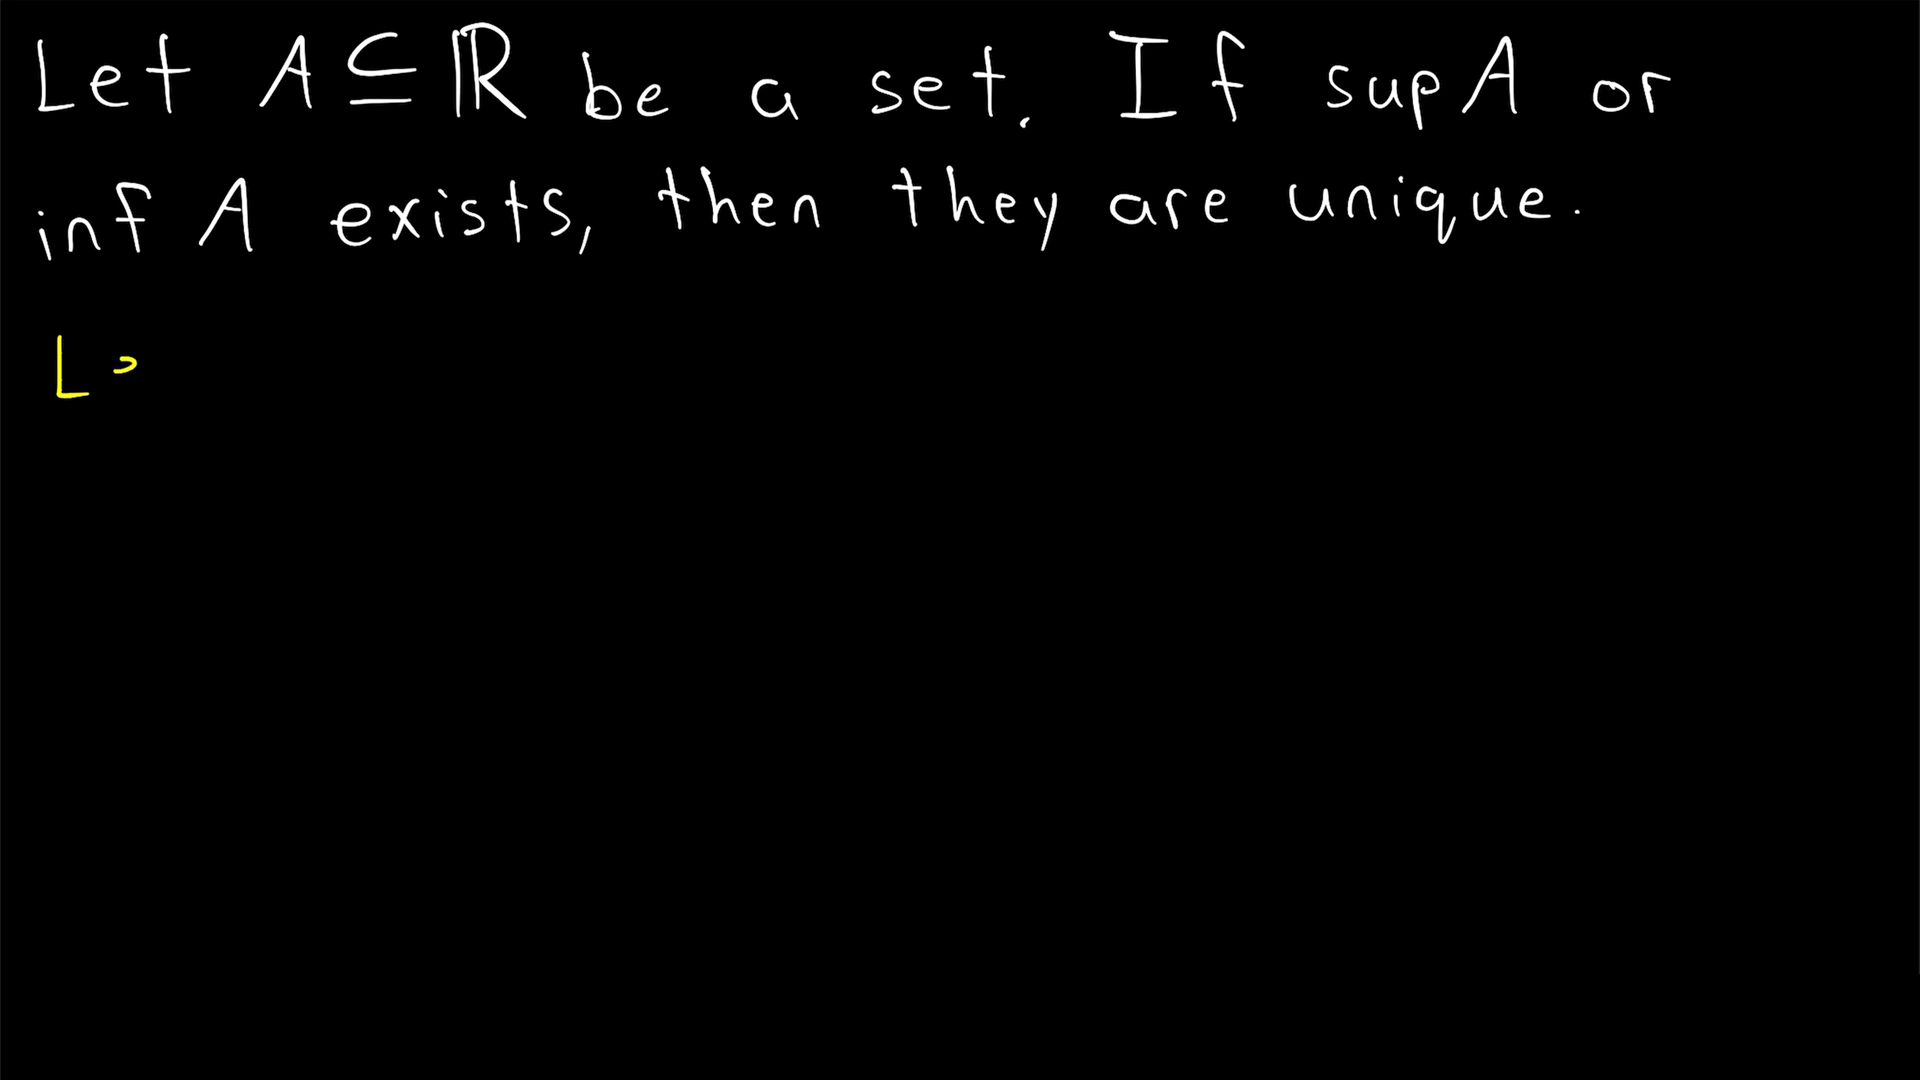 Let A ⊆ ℝ be a set. If sup A or
inf A exists, then they are unique.
L